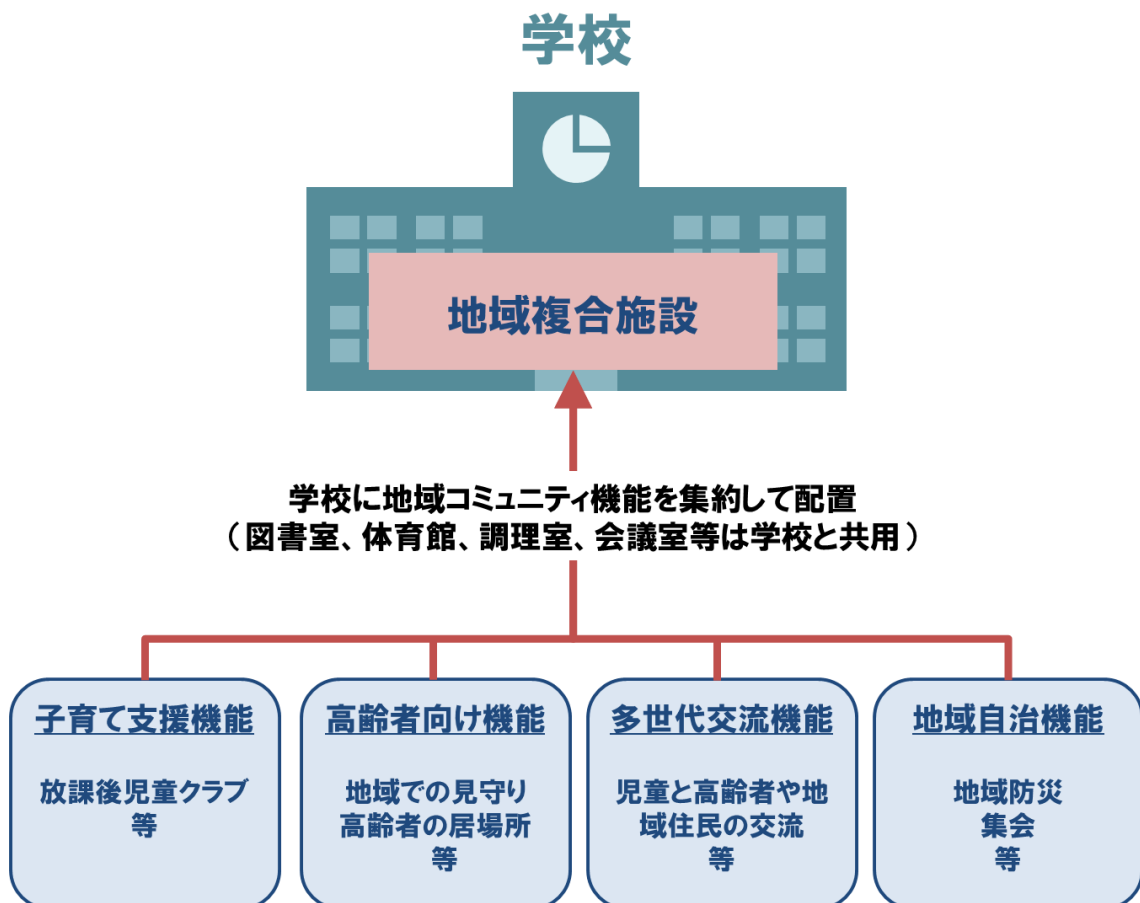 学校
地域複合施設
学校に地域コミュニティ機能を集約して配置
（図書室、体育館、調理室、会議室等は学校と共用）
子育て支援機能
放課後児童クラブ
等
高齢者向け機能
地域での見守り
高齢者の居場所
等
多世代交流機能
児童と高齢者や地
域住民の交流
等
地域自治機能
地域防災
集会
等